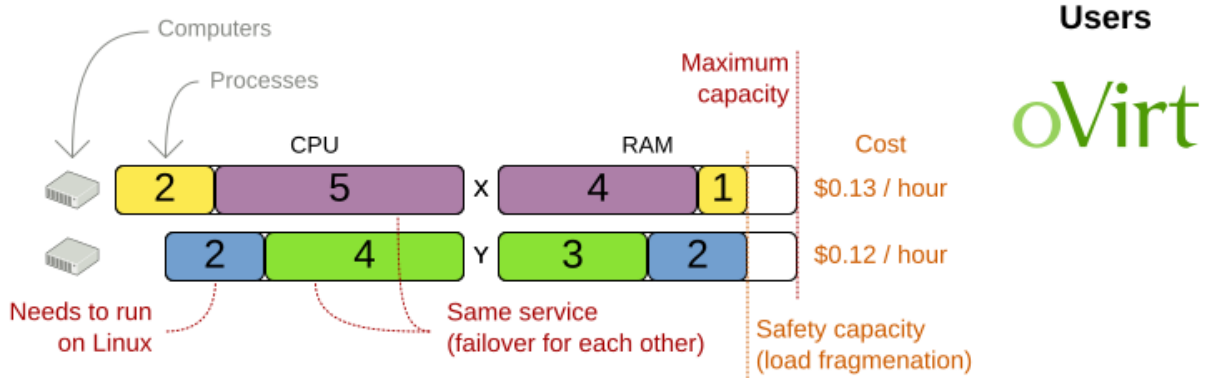 Users
Computers
Processes
Maximum
capacity
oVirt
CPU
RAM
Cost
2
5
X
4
1
$0.13 / hour
2
4
Y
3
2
$0.12 / hour
Needs to run
on Linux
Same service
(failover for each other)
Safety capacity
(load fragmenation)